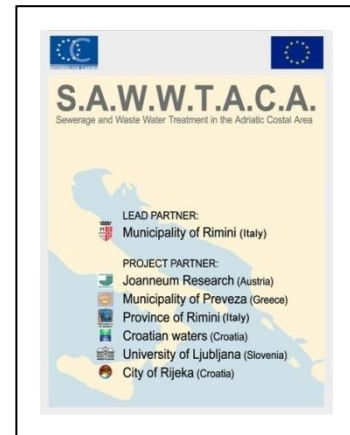 S.A.W.W.T.A.C.A.
Sewerage and Waste Water Treatment in the Adriatic Costal Area
LEAD PARTNER:
Municipality of Rimini (Italy)
PROJECT PARTNER:
Joanneum Research (Austria)
Municipality of Preveza (Greece)
Province of Rimini (Italy)
Croatian waters (Croatia)
University of Ljubljana (Slovenia)
City of Rijeka (Croatia)